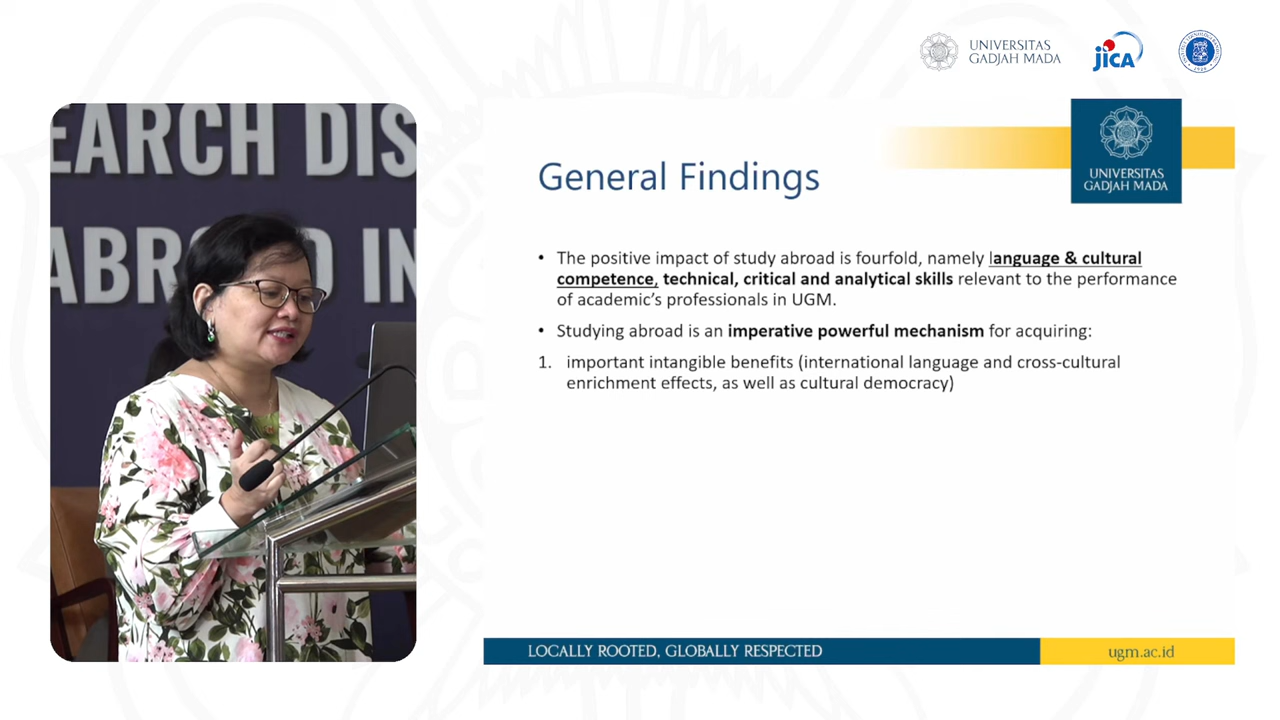 UNIVERSITAS
GADJAH MADA
jICA
EARCH DIS
ABROAD IN
UNIVERSITAS
GADJAH MADA
General Findings
• The positive impact of study abroad is fourfold, namely language & cultural
competence, technical, critical and analytical skills relevant to the performance
of academic’s professionals in UGM.
• Studying abroad is an imperative powerful mechanism for acquiring:
1. important intangible benefits (international language and cross-cultural
enrichment effects, as well as cultural democracy)
LOCALLY ROOTED, GLOBALLY RESPECTED
ugm.ac.id